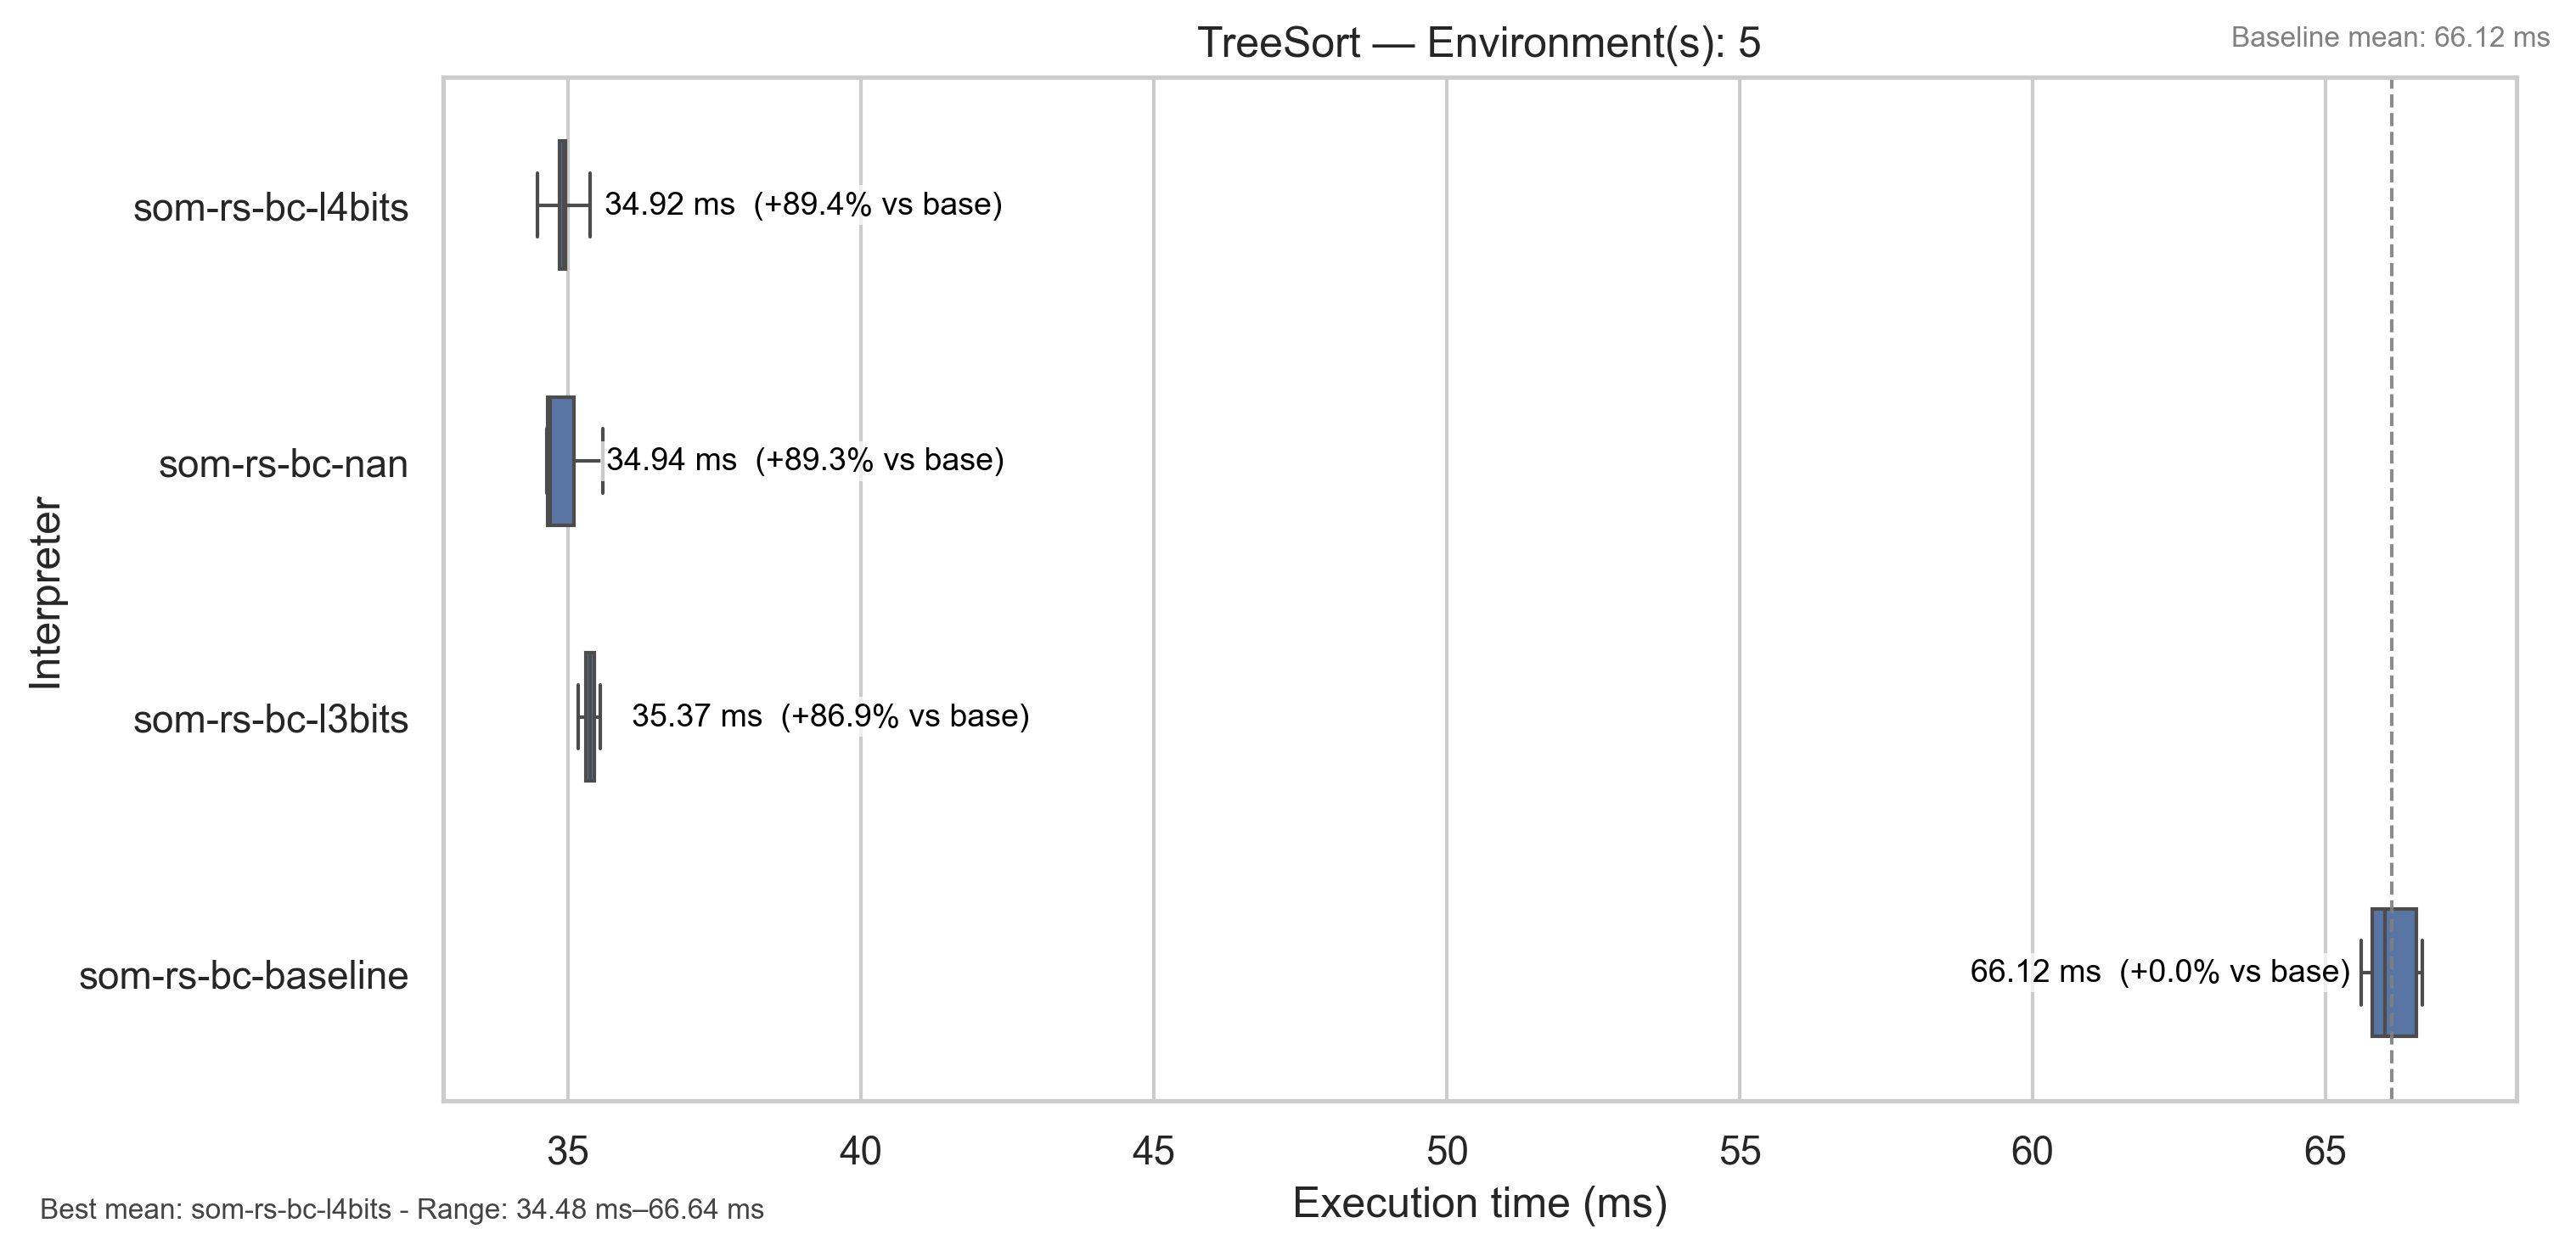 TreeSort — Environment(s): 5
Baseline mean: 66.12 ms
som-rs-bc-l4bits
34.92 ms  (+89.4% vs base)
som-rs-bc-nan
34.94 ms  (+89.3% vs base)
Interpreter
som-rs-bc-l3bits
35.37 ms  (+86.9% vs base)
som-rs-bc-baseline
66.12 ms  (+0.0% vs base)
35 40 45 50 55 60 65
Execution time (ms)
Best mean: som-rs-bc-l4bits - Range: 34.48 ms–66.64 ms